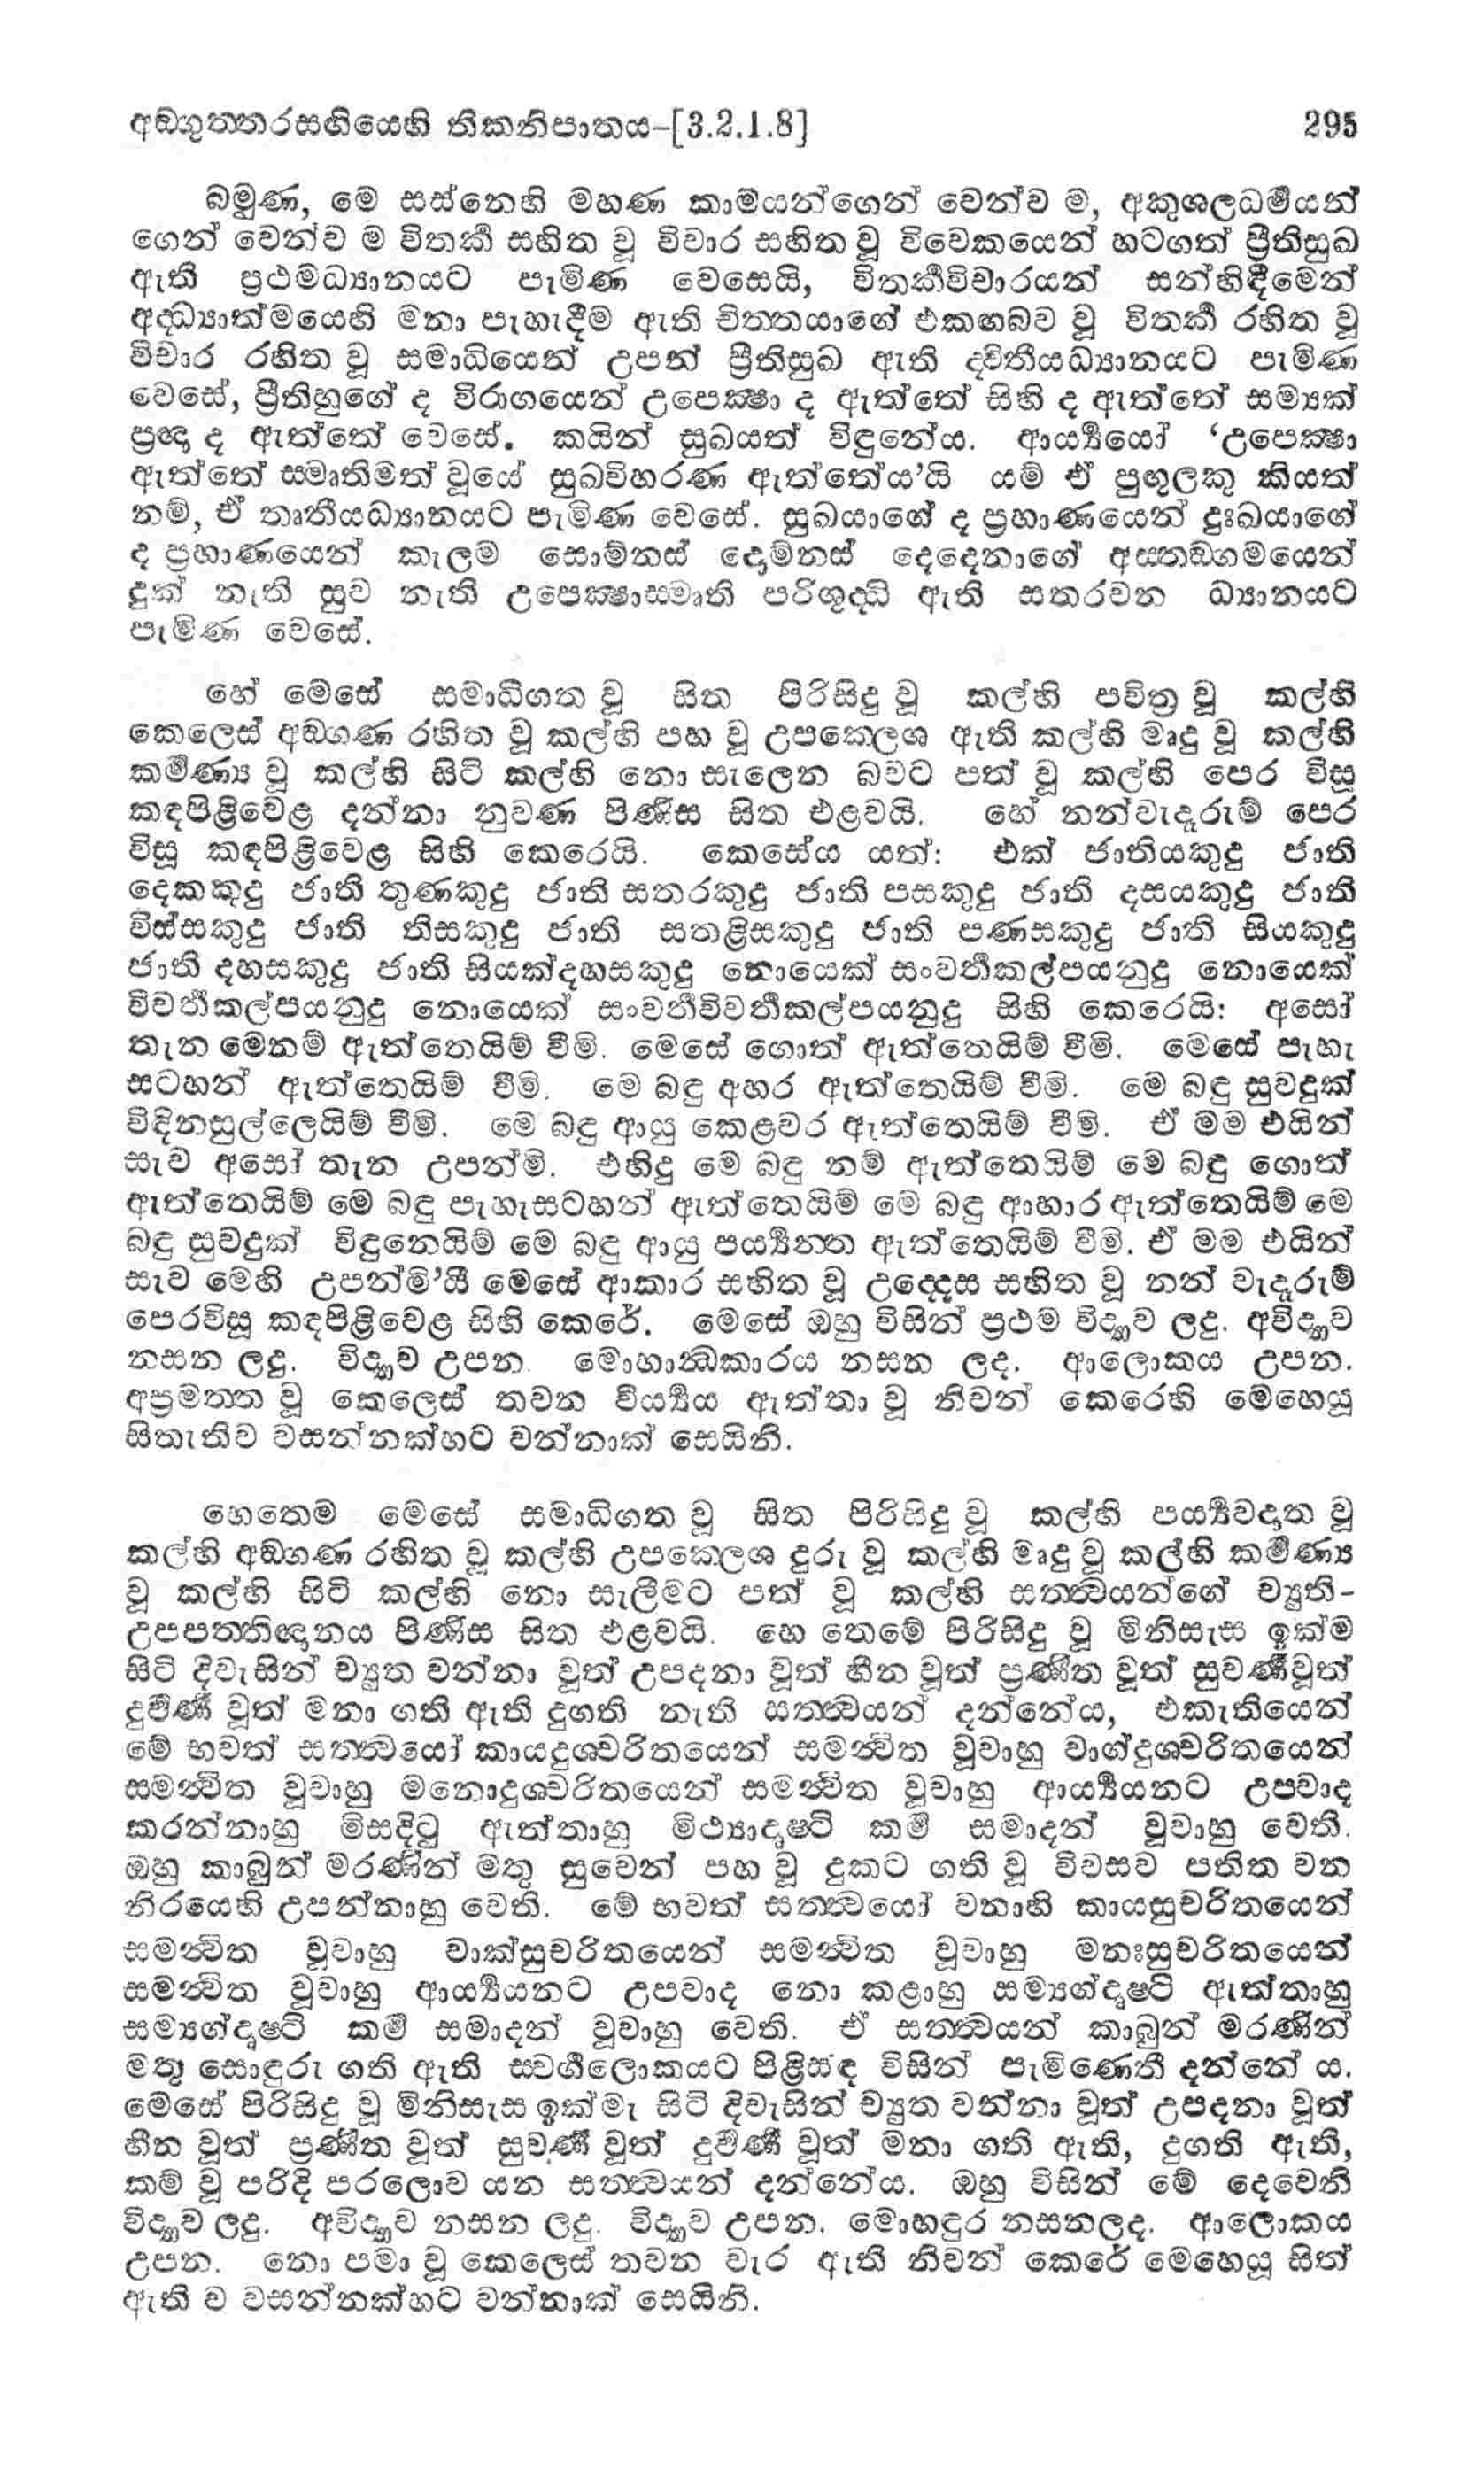 අඞ්ගුත්තරසඟියෙහි තිකනිපාතය-[3.2.1.8] 295
බමුණ, මෙ සස්නෙහි මහණ කාමයන්ගෙන් වෙන්ව ම, අකුශලධර්මයන්
ගෙන් වෙන්ව ම විතර්ක සහිත වූ විචාර සහිත වූ විවෙකයෙන් හටගත් ප්‍රීතිසුඛ
ඇති ප්‍රථමධ්‍යානයට පැමිණ වෙසෙයි, විතර්කවිචාරයන් සන්හිඳීමෙන්
අද්ධ්‍යාත්මයෙහි මනා පැහැදීම ඇති චිත්තයාගේ එකඟබව වූ විතර්ක රහිත වූ
විචාර රහිත වූ සමාධියෙන් උපන් ප්‍රීතිසුඛ ඇති ද්විතීයධ්‍යානයට පැමිණ
වෙසේ, ප්‍රීතිහුගේ ද විරාගයෙන් උපෙක්‍ෂා ද ඇත්තේ සිහි ද ඇත්තේ සම්‍යක්
ප්‍රඥා ද ඇත්තේ වෙසේ. කයින් සුඛයත් විඳුනේය. ආර්‍ය්‍යයෝ ‘උපෙක්‍ෂා
ඇත්තේ ස්මෘතිමත් වූයේ සුඛවිහරණ ඇත්තේය’යි යම් ඒ පුඟුලකු කියත්
නම්, ඒ තෘතීයධ්‍යානයට පැමිණ වෙසේ. සුඛයාගේ ද ප්‍රහාණයෙන් දුඃඛයාගේ
ද ප්‍රහාණයෙන් කැලම සොම්නස් දොම්නස් දෙදෙනාගේ අස්තඞ්ගමයෙන්
දුක් නැති සුව නැති උපෙක්‍ෂාස්මෘති පරිශුද්ධි ඇති සතරවන ධ්‍යානයට
පැමිණ වෙසේ.
හේ මෙසේ සමාධිගත වූ සිත පිරිසිදු වූ කල්හි පවිත්‍ර වූ කල්හි
කෙලෙස් අඞ්ගණ රහිත වූ කල්හි පහ වූ උපක්ලෙශ ඇති කල්හි මෘදු වූ කල්හි
කර්මණ්‍ය වූ කල්හි සිටි කල්හි නො සැලෙන බවට පත් වූ කල්හි පෙර විසූ
කඳපිළිවෙළ දන්නා නුවණ පිණිස සිත එළවයි. හේ නන්වැදෑරුම් පෙර
විසූ කඳපිළිවෙළ සිහි කෙරෙයි. කෙසේය යත්: එක් ජාතියකුදු ජාති
දෙකකුදු ජාති තුණකුදු ජාති සතරකුදු ජාති පසකුදු ජාති දසයකුදු ජාති
විස්සකුදු ජාති තිසකුදු ජාති සතළිසකුදු ජාති පණසකුදු ජාති සියකුදු
ජාති දහසකුදු ජාති සියක්දහසකුදු නොයෙක් සංවර්තකල්පයනුදු නොයෙක්
විවර්තකල්පයනුදු නොයෙක් සංවර්තවිවර්තකල්පයනුදු සිහි කෙරෙයි: අසෝ
තැන මෙනම් ඇත්තෙයිම් වීමි. මෙසේ ගොත් ඇත්තෙයිම් වීමි. මෙසේ පැහැ
සටහන් ඇත්තෙයිම් වීමි. මෙ බඳු අහර ඇත්තෙයිම් වීමි. මෙ බඳු සුවදුක්
විඳිනසුල්ලෙයිම් වීමි. මෙ බඳු ආයු කෙළවර ඇත්තෙයිම් වීමි. ඒ මම එයින්
සැව අසෝ තැන උපන්මි. එහිදු මෙ බඳු නම් ඇත්තෙයිම් මෙ බඳු ගොත්
ඇත්තෙයිම් මෙ බඳු පැහැසටහන් ඇත්තෙයිම් මෙ බඳු ආහාර ඇත්තෙයිම් මෙ
බඳු සුවදුක් විඳුනෙයිම් මෙ බඳු ආයු පර්‍ය්‍යන්ත ඇත්තෙයිම් වීමි. ඒ මම එයින්
සැව මෙහි උපන්මි’යි මෙසේ ආකාර සහිත වූ උද්දෙස සහිත වූ නන් වැදෑරුම්
පෙරවිසූ කඳපිළිවෙළ සිහි කෙරේ. මෙසේ ඔහු විසින් ප්‍රථම විද්‍යාව ලදු. අවිද්‍යාව
නසන ලදු. විද්‍යාව උපන. මොහාන්ධකාරය නසන ලද. ආලොකය උපන.
අප්‍රමත්ත වූ කෙලෙස් තවන වීර්‍ය්‍යය ඇත්තා වූ නිවන් කෙරෙහි මෙහෙයූ
සිතැතිව වසන්නක්හට වන්නාක් සෙයිනි.
හෙතෙම මෙසේ සමාධිගත වූ සිත පිරිසිදු වූ කල්හි පර්‍ය්‍යවදාත වූ
කල්හි අඞ්ගණ රහිත වූ කල්හි උපක්ලෙශ දුරු වූ කල්හි මෘදු වූ කල්හි කර්මණ්‍ය
වූ කල්හි සිටි කල්හි නො සැලීමට පත් වූ කල්හි සත්ත්වයන්ගේ ච්‍යුති-
උපපත්තිඥානය පිණිස සිත එළවයි. හෙ තෙමේ පිරිසිදු වූ මිනිසැස ඉක්ම
සිටි දිවැසින් ච්‍යුත වන්නා වූත් උපදනා වූත් හීන වූත් ප්‍රණීත වූත් සුවර්ණවූත්
දුර්වර්ණ වූත් මනා ගති ඇති දුගති නැති සත්ත්වයන් දන්නේය, එකැතියෙන්
මේ භවත් සත්ත්වයෝ කායදුශ්චරිතයෙන් සමන්විත වූවාහු වාග්දුශ්චරිතයෙන්
සමන්විත වූවාහු මනොදුශ්චරිතයෙන් සමන්විත වූවාහු ආර්‍ය්‍යයනට උපවාද
කරන්නාහු මිසදිටු ඇත්තාහු මිථ්‍යාදෘෂ්ටි කර්ම සමාදන් වූවාහු වෙති.
ඔහු කාබුන් මරණින් මතු සුවෙන් පහ වූ දුකට ගති වූ විවසව පතිත වන
නිරයෙහි උපන්නාහු වෙති. මේ භවත් සත්ත්වයෝ වනාහි කායසුචරිතයෙන්
සමන්විත වූවාහු වාක්සුචරිතයෙන් සමන්විත වූවාහු මනඃසුචරිතයෙන්
සමන්විත වූවාහු ආර්‍ය්‍යයනට උපවාද නො කළාහු සම්‍යග්දෘෂ්ටි ඇත්තාහු
සම්‍යග්දෘෂ්ටි කර්ම සමාදන් වූවාහු වෙති. ඒ සත්ත්වයන් කාබුන් මරණින්
මතු සොඳුරු ගති ඇති ස්වර්ගලොකයට පිළිසඳ විසින් පැමිණෙතී දන්නේ ය.
මෙසේ පිරිසිදු වූ මිනිසැස ඉක්මැ සිටි දිවැසින් ච්‍යුත වන්නා වූත් උපදනා වූත්
හීන වූත් ප්‍රණීත වූත් සුවර්ණ වූත් දුර්වර්ණ වූත් මනා ගති ඇති, දුගති ඇති,
කම් වූ පරිදි පරලොව යන සත්ත්වයන් දන්නේය. ඔහු විසින් මේ දෙවෙනි
විද්‍යාව ලදු. අවිද්‍යාව නසන ලදු. විද්‍යාව උපන. මොහඳුර නසනලද. ආලොකය
උපන. නො පමා වූ කෙලෙස් තවන වැර ඇති නිවන් කෙරේ මෙහෙයූ සිත්
ඇති ව වසන්නක්හට වන්නාක් සෙයිනි.